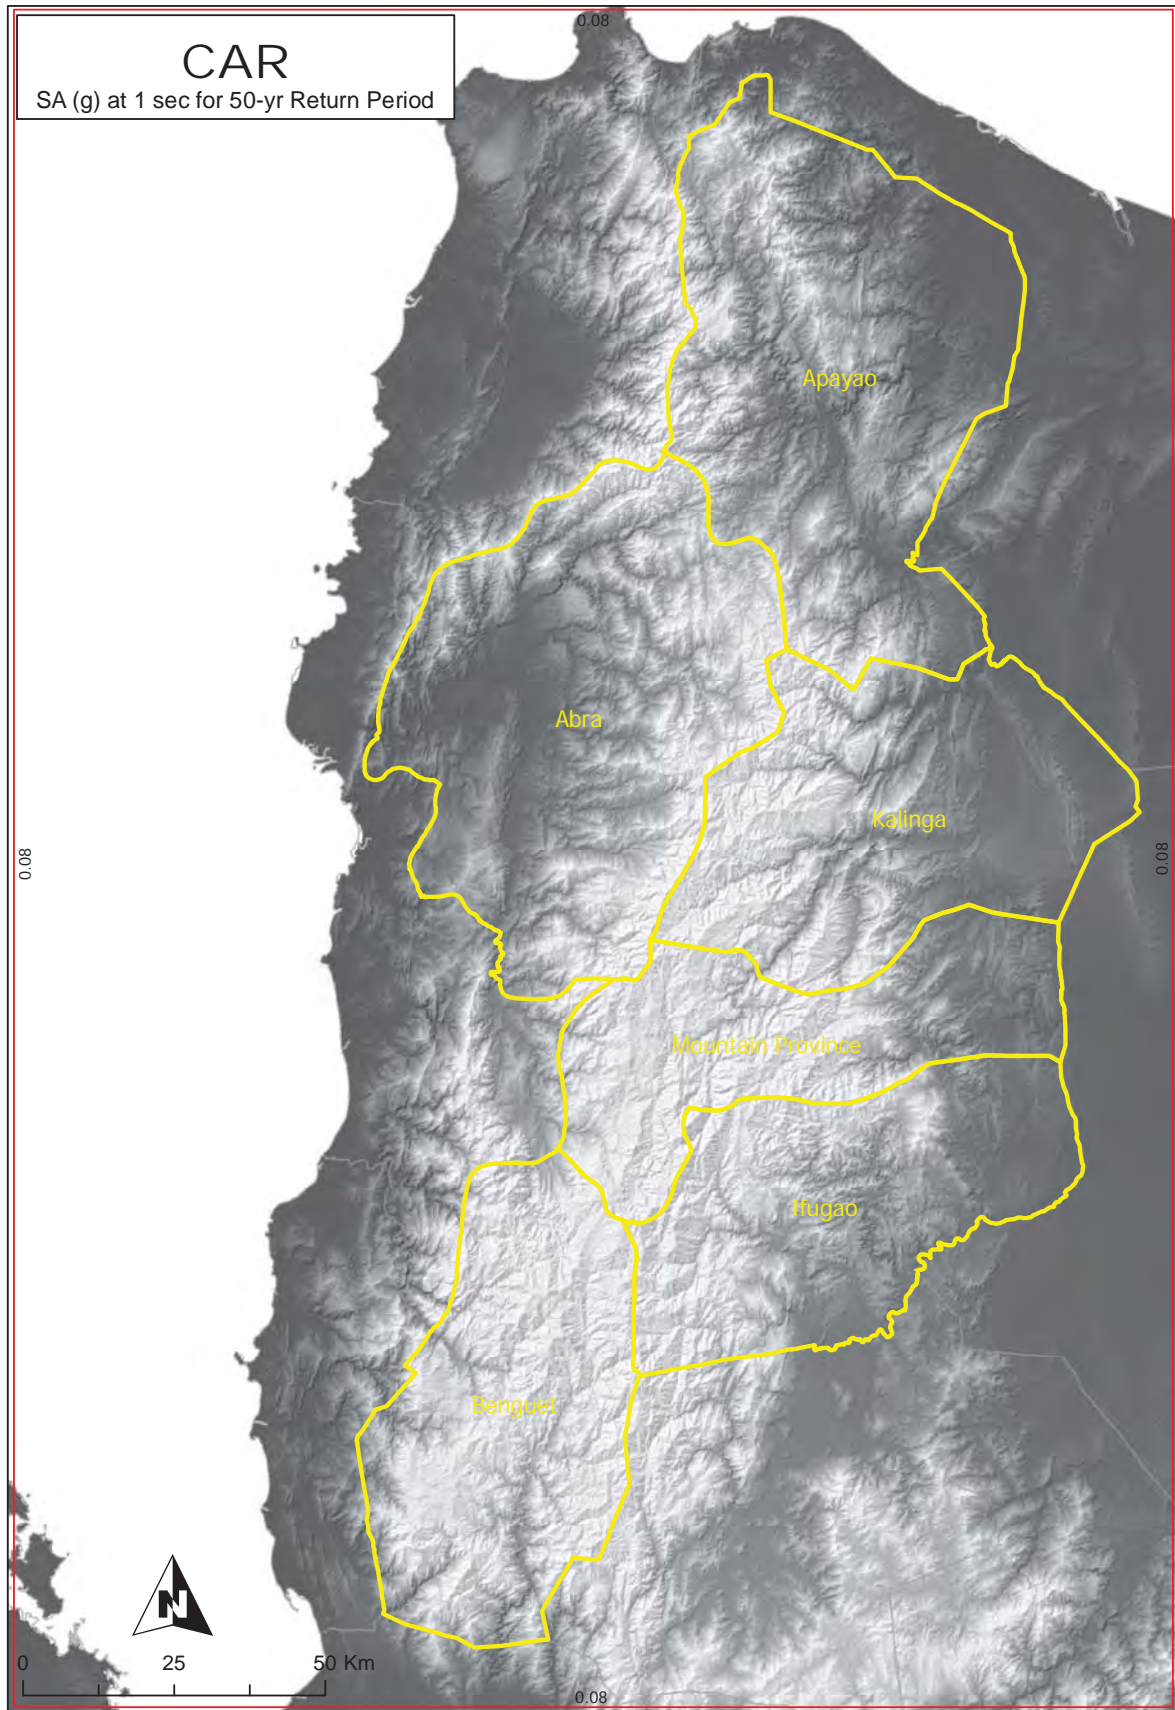 0.08
CAR
SA (g) at 1 sec for 50-yr Return Period
Apayao
Abra
Kalinga
0.08
0.08
Mountain Province
Ifugao
Benguet
N
0 25 50 Km
0.08